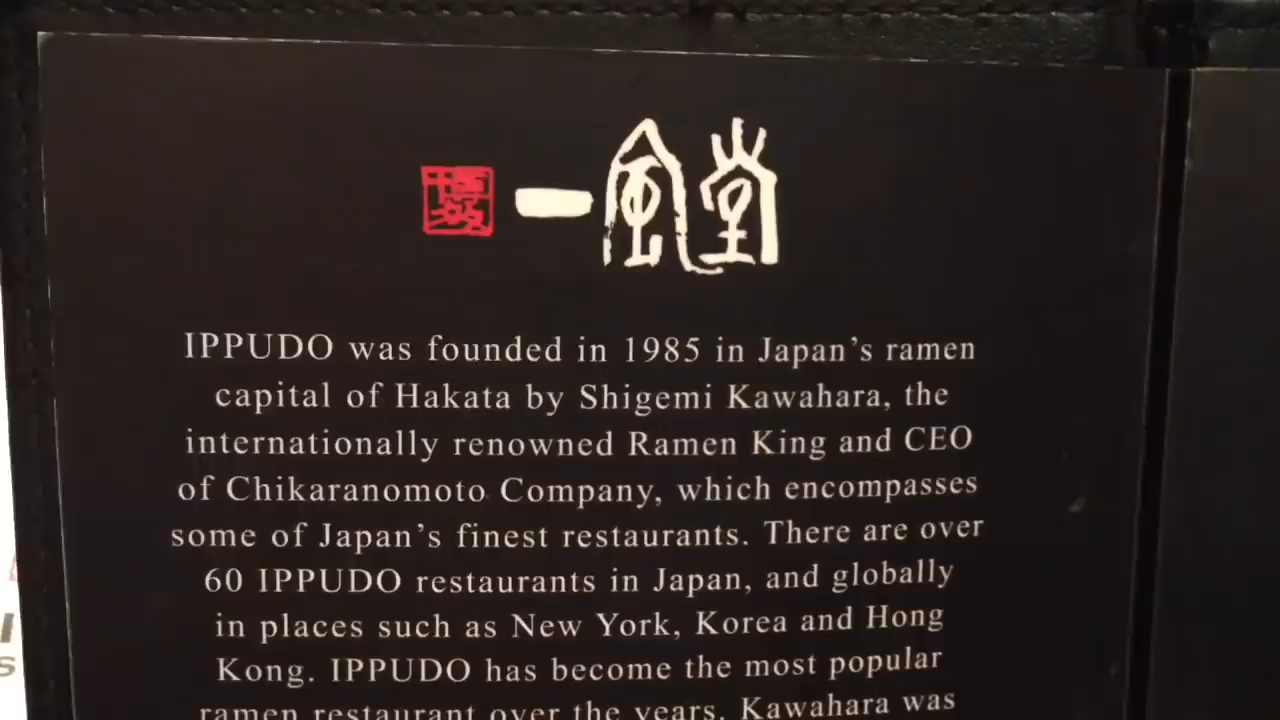 一風堂
IPPUDO was founded in 1985 in Japan's ramen
capital of Hakata by Shigemi Kawahara, the
internationally renowned Ramen King and CEO
of Chikaranomoto Company, which encompasses
some of Japan's finest restaurants. There are over
60 IPPUDO restaurants in Japan, and globally
in places such as New York, Korea and Hong
Kong. IPPUDO has become the most popular
ramen restaurant over the years. Kawahara was